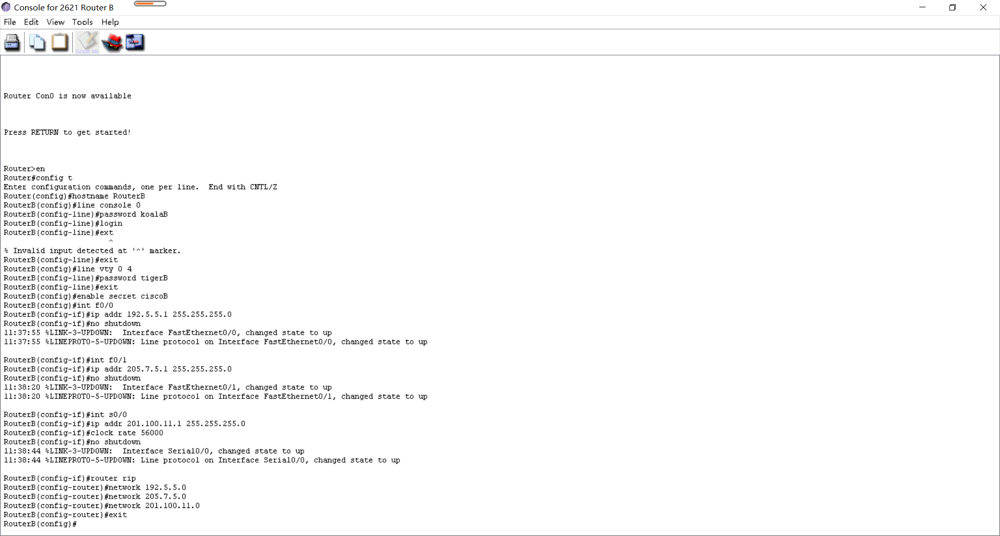 Console for 2621 Router B
File Edit View Tools Help
Grade Me
Router Con0 is now available
Press RETURN to get started!
Router>en
Router#config t
Enter configuration commands, one per line.  End with CNTL/Z
Router(config)#hostname RouterB
RouterB(config)#line console 0
RouterB(config-line)#password koalaB
RouterB(config-line)#login
RouterB(config-line)#ext
^
% Invalid input detected at '^' marker.
RouterB(config-line)#exit
RouterB(config)#line vty 0 4
RouterB(config-line)#password tigerB
RouterB(config-line)#exit
RouterB(config)#enable secret ciscoB
RouterB(config)#int f0/0
RouterB(config-if)#ip addr 192.5.5.1 255.255.255.0
RouterB(config-if)#no shutdown
11:37:55 %LINK-3-UPDOWN:  Interface FastEthernet0/0, changed state to up
11:37:55 %LINEPROTO-5-UPDOWN: Line protocol on Interface FastEthernet0/0, changed state to up
RouterB(config-if)#int f0/1
RouterB(config-if)#ip addr 205.7.5.1 255.255.255.0
RouterB(config-if)#no shutdown
11:38:20 %LINK-3-UPDOWN:  Interface FastEthernet0/1, changed state to up
11:38:20 %LINEPROTO-5-UPDOWN: Line protocol on Interface FastEthernet0/1, changed state to up
RouterB(config-if)#int s0/0
RouterB(config-if)#ip addr 201.100.11.1 255.255.255.0
RouterB(config-if)#clock rate 56000
RouterB(config-if)#no shutdown
11:38:44 %LINK-3-UPDOWN:  Interface Serial0/0, changed state to up
11:38:44 %LINEPROTO-5-UPDOWN: Line protocol on Interface Serial0/0, changed state to up
RouterB(config-if)#router rip
RouterB(config-router)#network 192.5.5.0
RouterB(config-router)#network 205.7.5.0
RouterB(config-router)#network 201.100.11.0
RouterB(config-router)#exit
RouterB(config)#